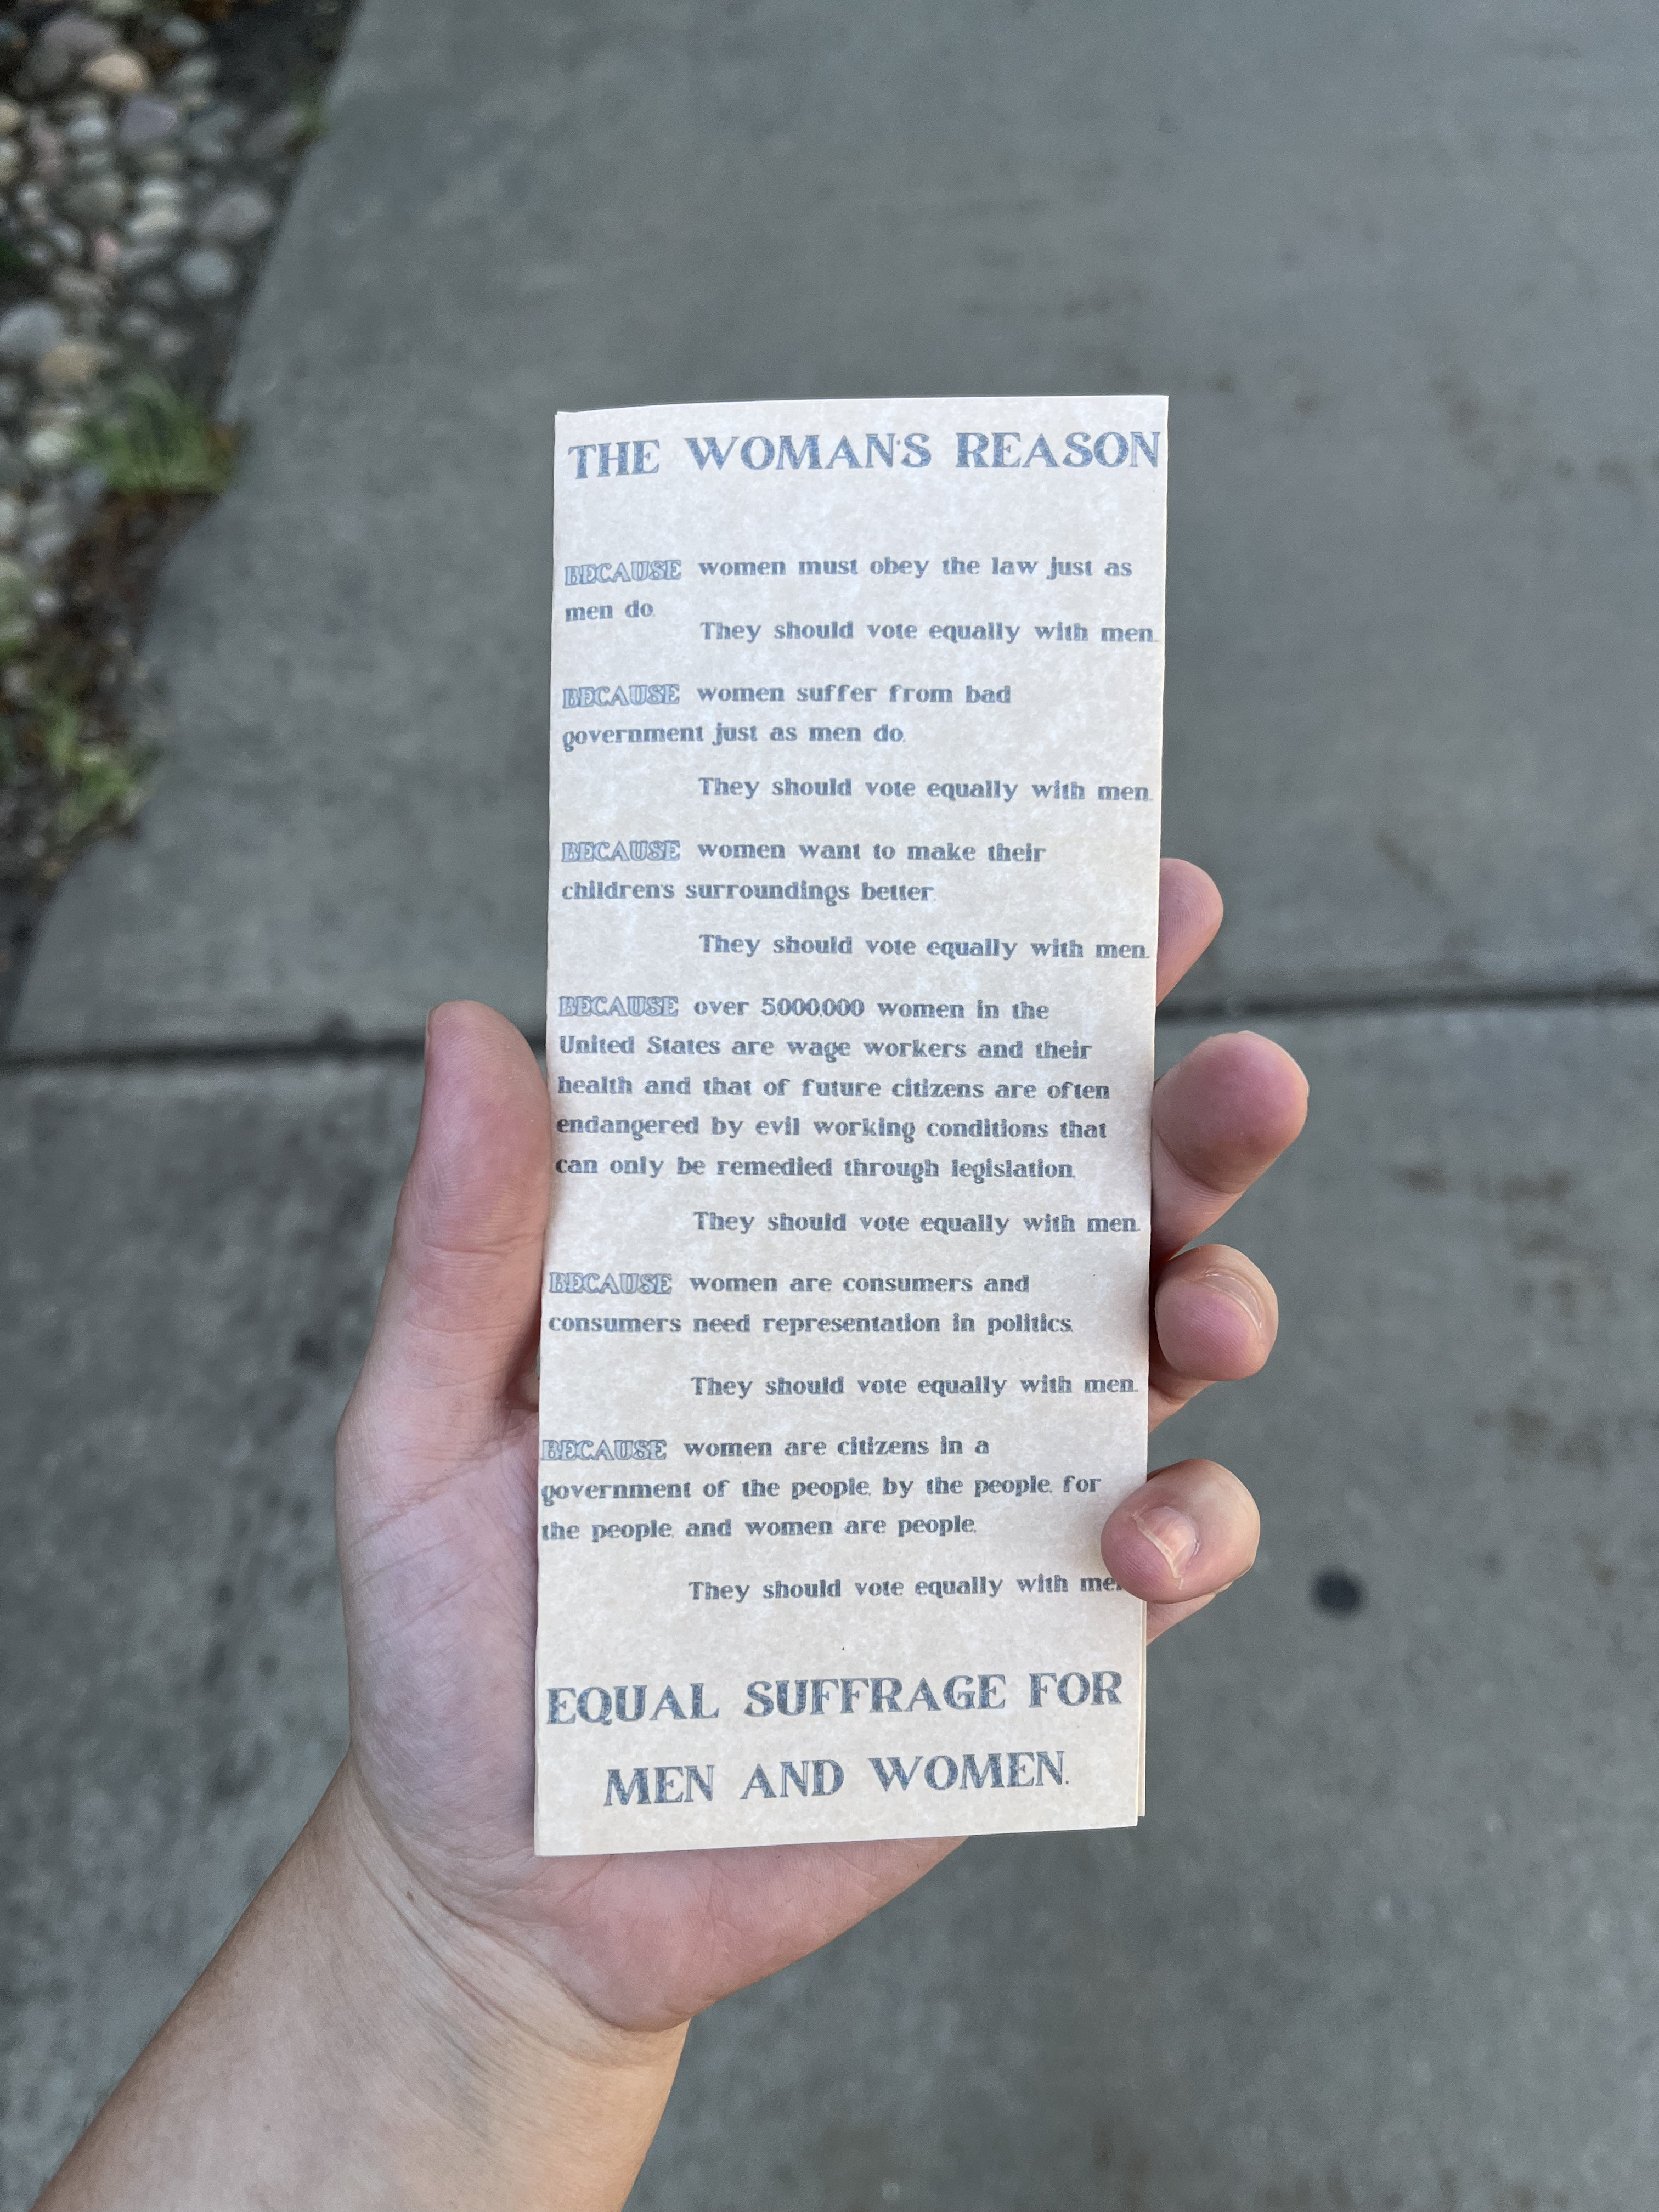 THE WOMAN'S REASON
BECAUSE women must obey the law just as
men do.
They should vote equally with men.
BECAUSE women suffer from bad
government just as men do.
They should vote equally with men.
BECAUSE women want to make their
children's surroundings better.
They should vote equally with men.
BECAUSE over 5,000,000 women in the
United States are wage workers and their
health and that of future citizens are often
endangered by evil working conditions that
can only be remedied through legislation.
They should vote equally with men.
BECAUSE women are consumers and
consumers need representation in politics.
They should vote equally with men.
BECAUSE women are citizens in a
government of the people, by the people, for
the people, and women are people.
They should vote equally with me
EQUAL SUFFRAGE FOR
MEN AND WOMEN.